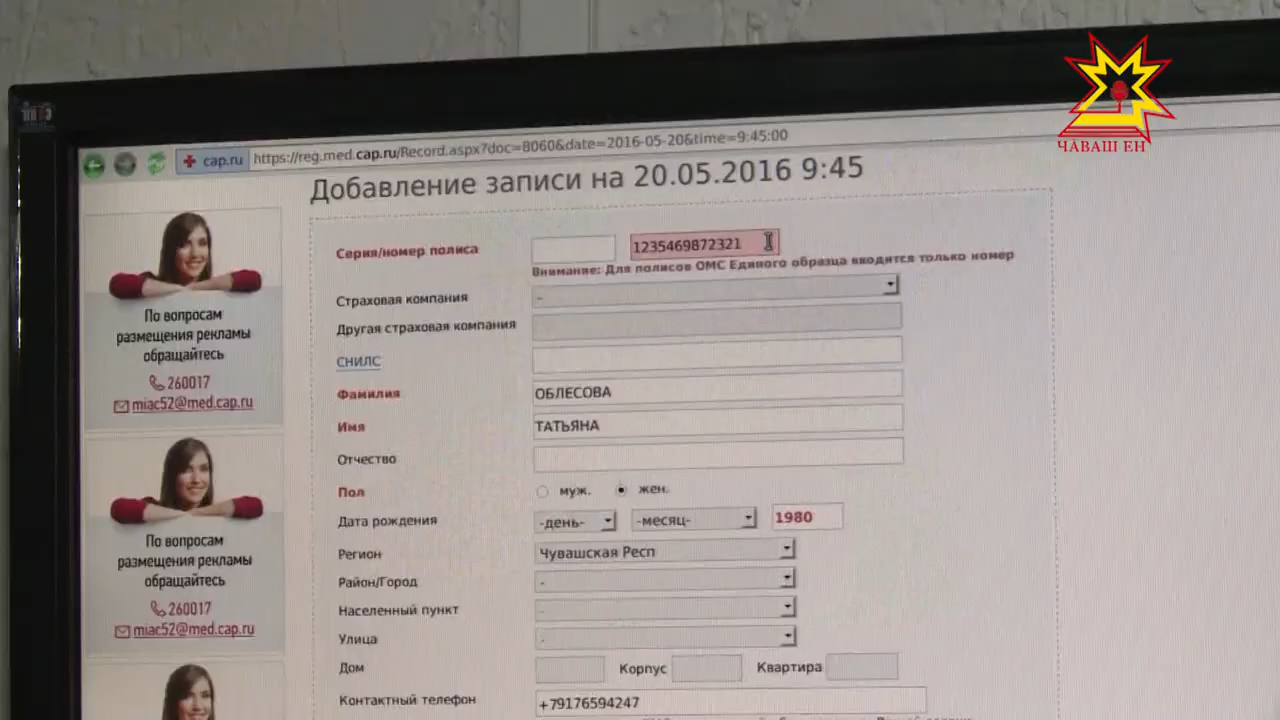 ЧӐВАШ ЕН
cap.ru https://reg.med.cap.ru/Record.aspx?doc=8060&date=2016-05-20&time=9:45:00
Добавление записи на 20.05.2016 9:45
Серия/номер полиса 1235469872321
Внимание: Для полисов ОМС Единого образца вводится только номер
Страховая компания -
Другая страховая компания
СНИЛС
Фамилия ОБЛЕСОВА
Имя ТАТЬЯНА
Отчество
Пол муж. жен.
Дата рождения -день- -месяц- 1980
Регион Чувашская Респ
Район/Город -
Населенный пункт -
Улица -
Дом Корпус Квартира
Контактный телефон +79176594247
По вопросам
размещения рекламы
обращайтесь
260017
miac52@med.cap.ru
По вопросам
размещения рекламы
обращайтесь
260017
miac52@med.cap.ru